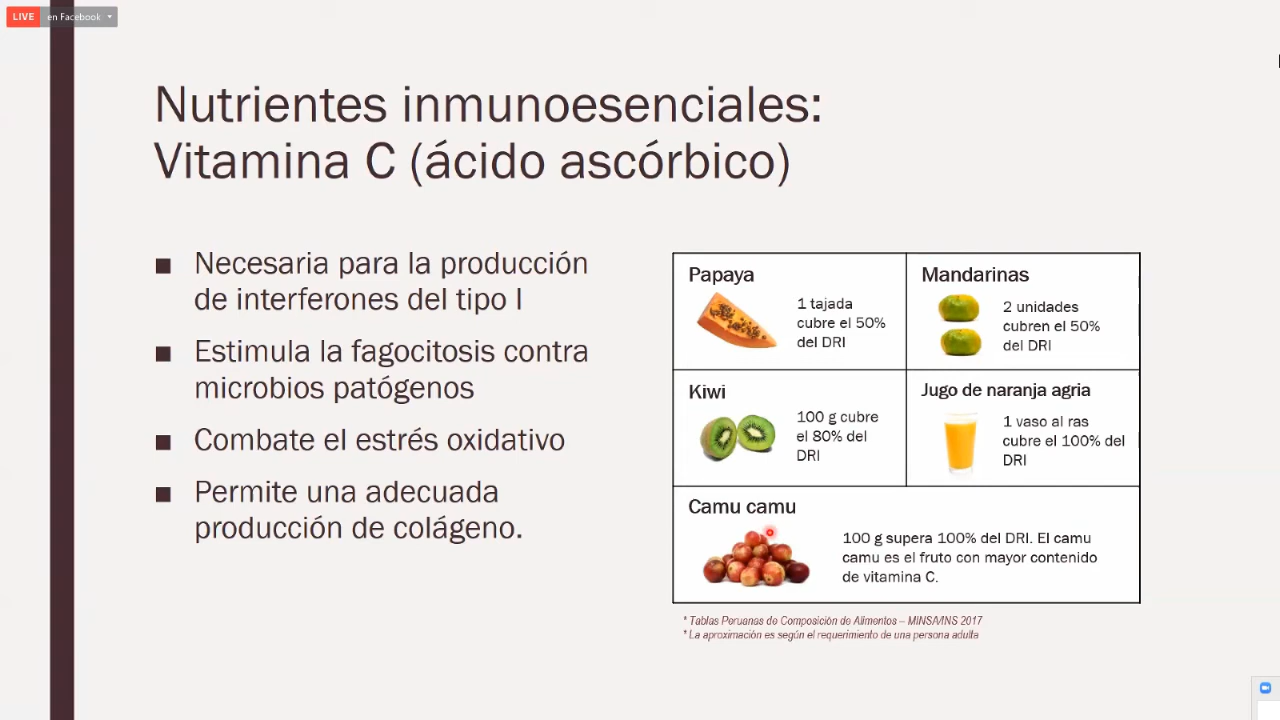 LIVE en Facebook
Nutrientes inmunoesenciales:
Vitamina C (ácido ascórbico)
Necesaria para la producción
de interferones del tipo I
Estimula la fagocitosis contra
microbios patógenos
Combate el estrés oxidativo
Permite una adecuada
producción de colágeno.
Papaya
1 tajada
cubre el 50%
del DRI
Mandarinas
2 unidades
cubren el 50%
del DRI
Kiwi
100 g cubre
el 80% del
DRI
Jugo de naranja agria
1 vaso al ras
cubre el 100% del
DRI
Camu camu
100 g supera 100% del DRI. El camu
camu es el fruto con mayor contenido
de vitamina C.
* Tablas Peruanas de Composición de Alimentos – MINSA/INS 2017
* La aproximación es según el requerimiento de una persona adulta